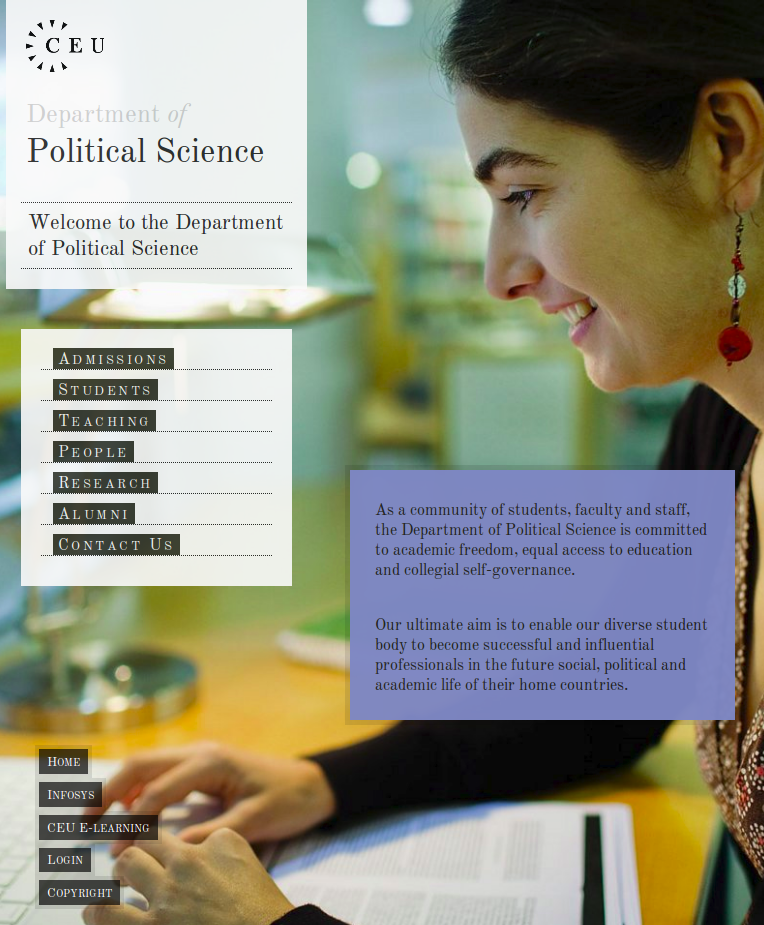 CEU
Department of
Political Science
Welcome to the Department
of Political Science
ADMISSIONS
STUDENTS
TEACHING
PEOPLE
RESEARCH
ALUMNI
CONTACT US
As a community of students, faculty and staff,
the Department of Political Science is committed
to academic freedom, equal access to education
and collegial self-governance.
Our ultimate aim is to enable our diverse student
body to become successful and influential
professionals in the future social, political and
academic life of their home countries.
HOME
INFOSYS
CEU E-LEARNING
LOGIN
COPYRIGHT